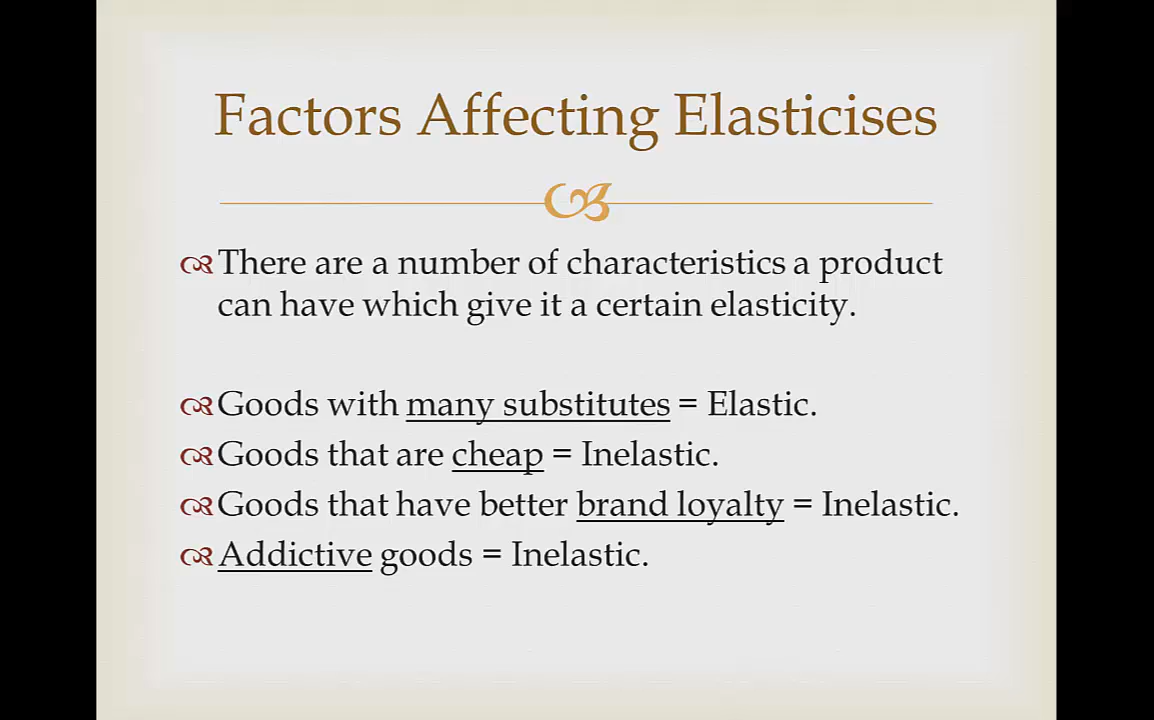 Factors Affecting Elasticises
There are a number of characteristics a product
can have which give it a certain elasticity.
Goods with many substitutes = Elastic.
Goods that are cheap = Inelastic.
Goods that have better brand loyalty = Inelastic.
Addictive goods = Inelastic.